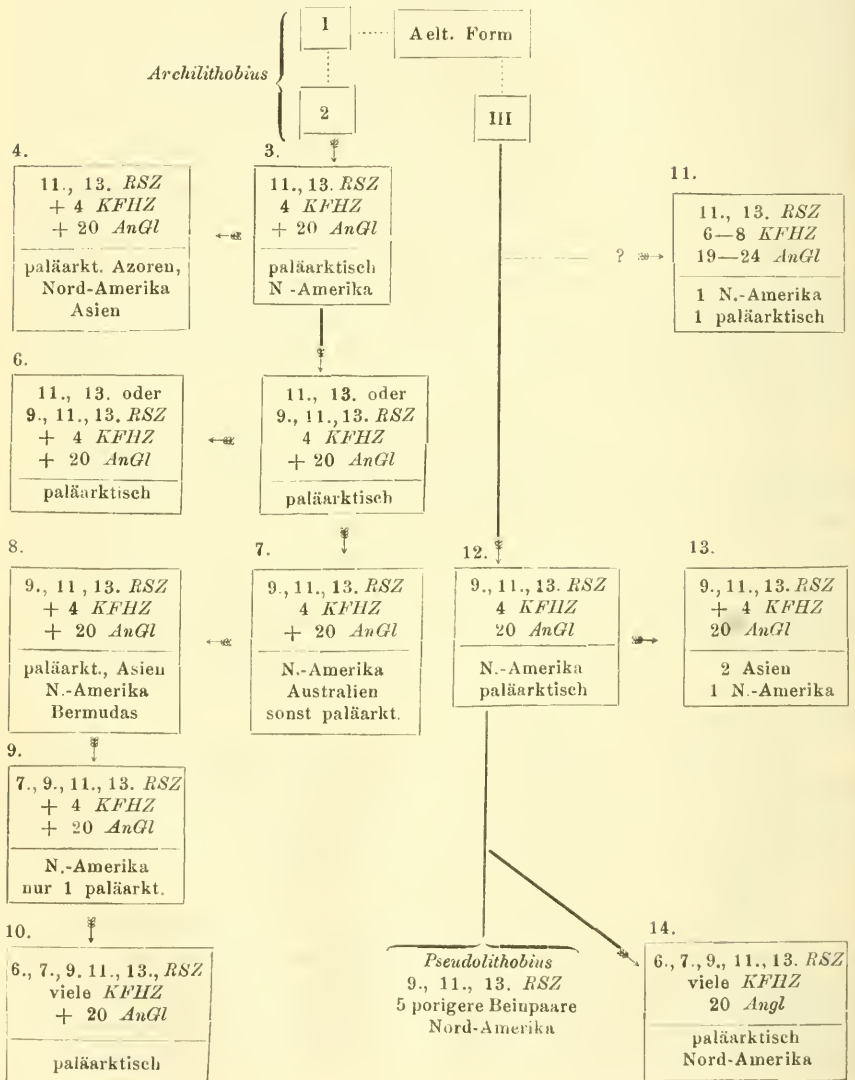 1
Aelt. Form
Archilithobius
2
III
4.
11., 13. RSZ
+ 4 KFHZ
+ 20 AnGl
paläarkt. Azoren,
Nord-Amerika
Asien
3.
11., 13. RSZ
4 KFHZ
+ 20 AnGl
paläarktisch
N -Amerika
?
11.
11., 13. RSZ
6—8 KFHZ
19—24 AnGl
1 N.-Amerika
1 paläarktisch
6.
11., 13. oder
9., 11., 13. RSZ
+ 4 KFHZ
+ 20 AnGl
paläarktisch
11., 13. oder
9., 11., 13. RSZ
4 KFHZ
+ 20 AnGl
paläarktisch
8.
9., 11 , 13. RSZ
+ 4 KFHZ
+ 20 AnGl
paläarkt., Asien
N.-Amerika
Bermudas
7.
9., 11., 13. RSZ
4 KFHZ
+ 20 AnGl
N.-Amerika
Australien
sonst paläarkt.
12.
9., 11., 13. RSZ
4 KFHZ
20 AnGl
N.-Amerika
paläarktisch
13.
9., 11., 13. RSZ
+ 4 KFHZ
20 AnGl
2 Asien
1 N.-Amerika
9.
7., 9., 11., 13. RSZ
+ 4 KFHZ
+ 20 AnGl
N.-Amerika
nur 1 paläarkt.
10.
6., 7., 9. 11., 13., RSZ
viele KFHZ
+ 20 AnGl
paläarktisch
Pseudolithobius
9., 11., 13. RSZ
5 porigere Beinpaare
Nord-Amerika
14.
6., 7., 9., 11., 13. RSZ
viele KFHZ
20 Angl
paläarktisch
Nord-Amerika